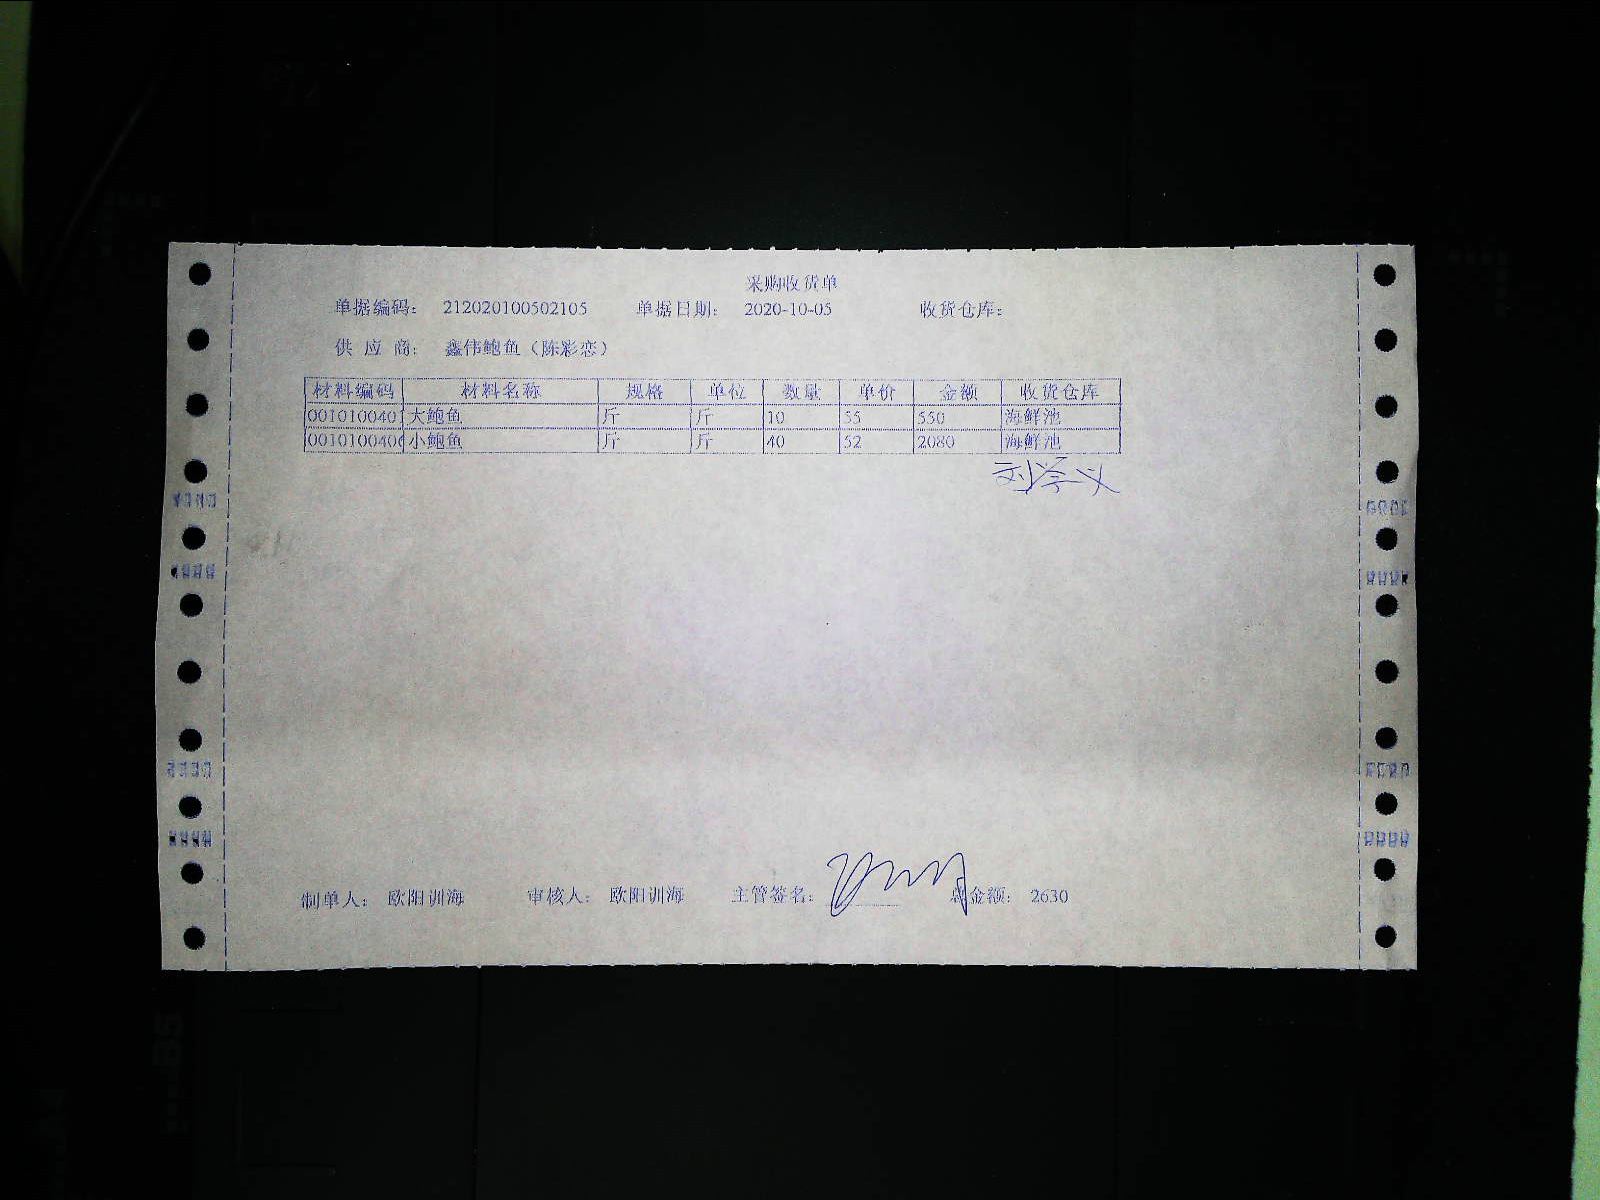 采购收货单
单据编码： 212020100502105 单据日期： 2020-10-05 收货仓库：
供 应 商： 鑫伟鲍鱼（陈彩恋）
材料编码 材料名称 规格 单位 数量 单价 金额 收货仓库
001010040 大鲍鱼 斤 斤 10 55 550 海鲜池
001010040 小鲍鱼 斤 斤 40 52 2080 海鲜池
刘学义
制单人： 欧阳训海 审核人： 欧阳训海 主管签名： 总金额： 2630